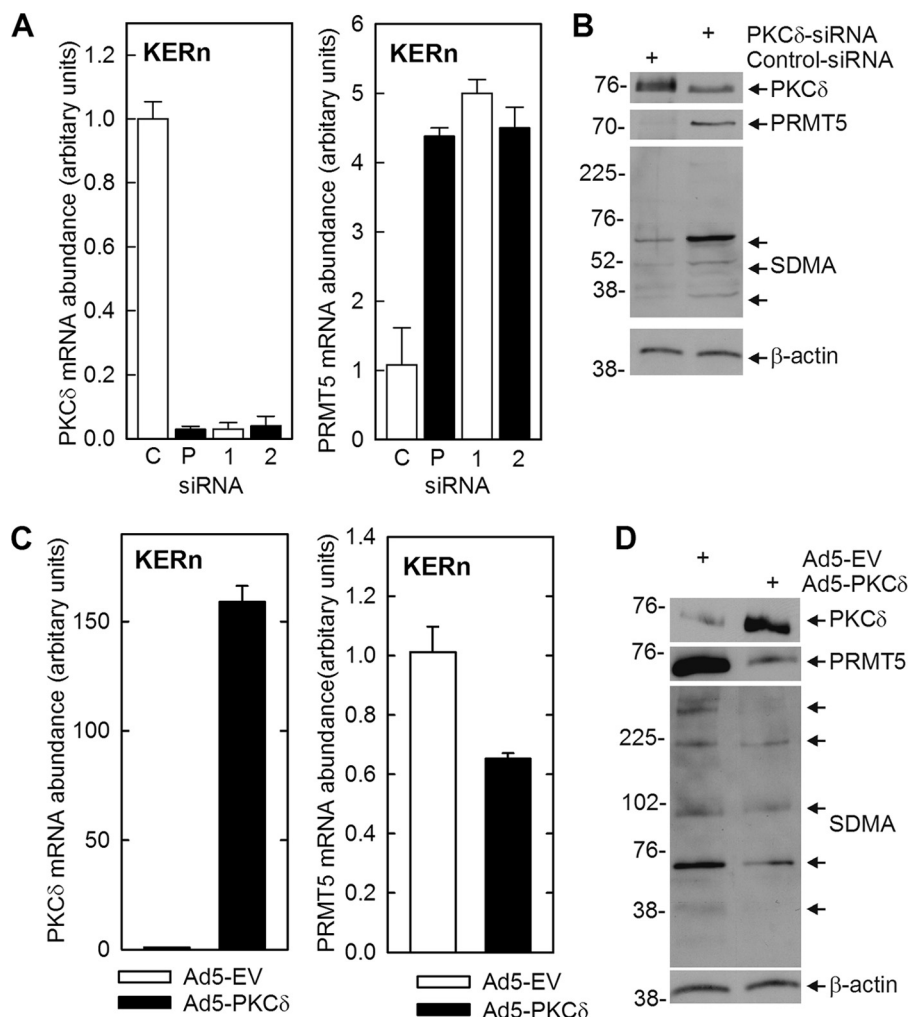 A
KERn
PKCδ mRNA abundance (arbitary units)
1.2
1.0
0.8
0.6
0.4
0.2
0.0
C P 1 2
siRNA
KERn
PRMT5 mRNA abundance (arbitary units)
6
5
4
3
2
1
0
C P 1 2
siRNA
B
+ PKCδ-siRNA
+ Control-siRNA
76- PKCδ
70- PRMT5
225-
76-
52- SDMA
38-
38- β-actin
C
KERn
PKCδ mRNA abundance (arbitary units)
150
100
50
0
Ad5-EV
Ad5-PKCδ
KERn
PRMT5 mRNA abundance(arbitary units)
1.4
1.2
1.0
0.8
0.6
0.4
0.2
0.0
Ad5-EV
Ad5-PKCδ
D
+ Ad5-EV
+ Ad5-PKCδ
76- PKCδ
76- PRMT5
225-
102-
SDMA
76-
38-
38- β-actin